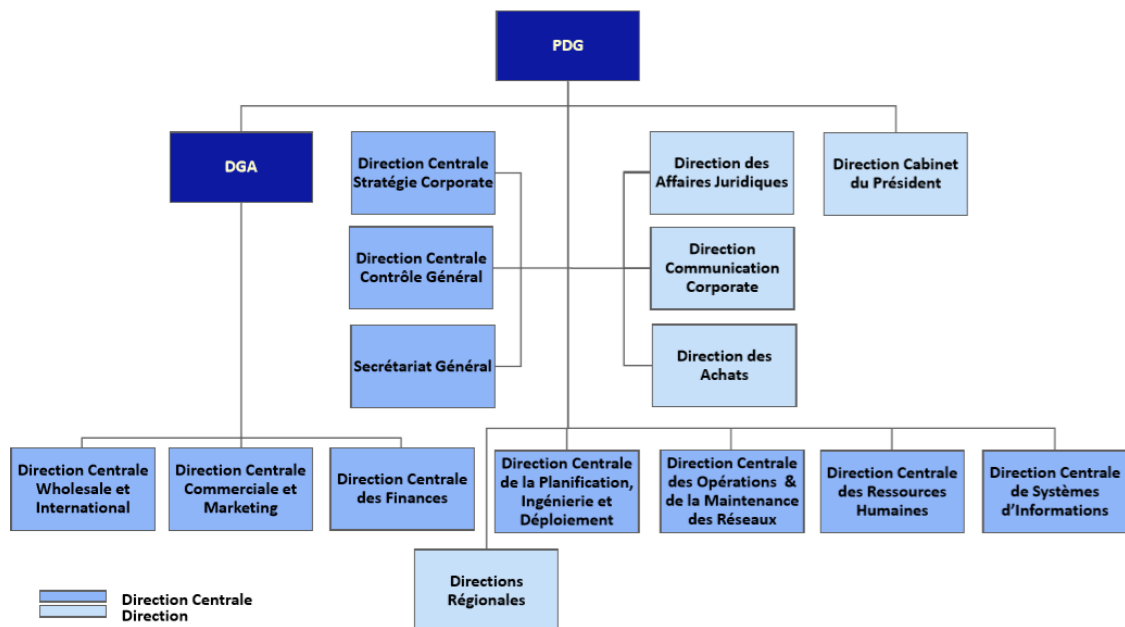 PDG
DGA
Direction Centrale
Stratégie Corporate
Direction des
Affaires Juridiques
Direction Cabinet
du Président
Direction Centrale
Contrôle Général
Direction
Communication
Corporate
Secrétariat Général
Direction des
Achats
Direction Centrale
Wholesale et
International
Direction Centrale
Commerciale et
Marketing
Direction Centrale
des Finances
Direction Centrale
de la Planification,
Ingénierie et
Déploiement
Direction Centrale
des Opérations &
de la Maintenance
des Réseaux
Direction Centrale
des Ressources
Humaines
Direction Centrale
de Systèmes
d’Informations
Directions
Régionales
Direction Centrale
Direction